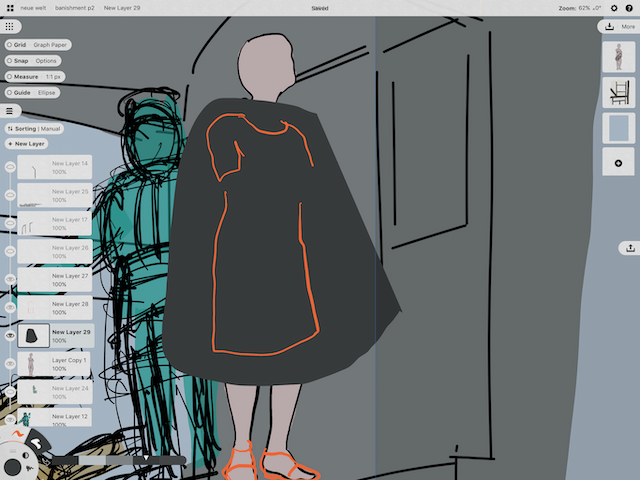 neue welt banishment p2 New Layer 29 Saved Zoom: 62% ⦟0°
Grid Graph Paper
Snap Options
Measure 1:1 px
Guide Ellipse
More
Sorting | Manual
+ New Layer
New Layer 14
100%
New Layer 25
100%
New Layer 17
100%
New Layer 26
100%
New Layer 27
100%
New Layer 28
100%
New Layer 29
100%
Layer Copy 1
100%
New Layer 24
100%
New Layer 12
100%